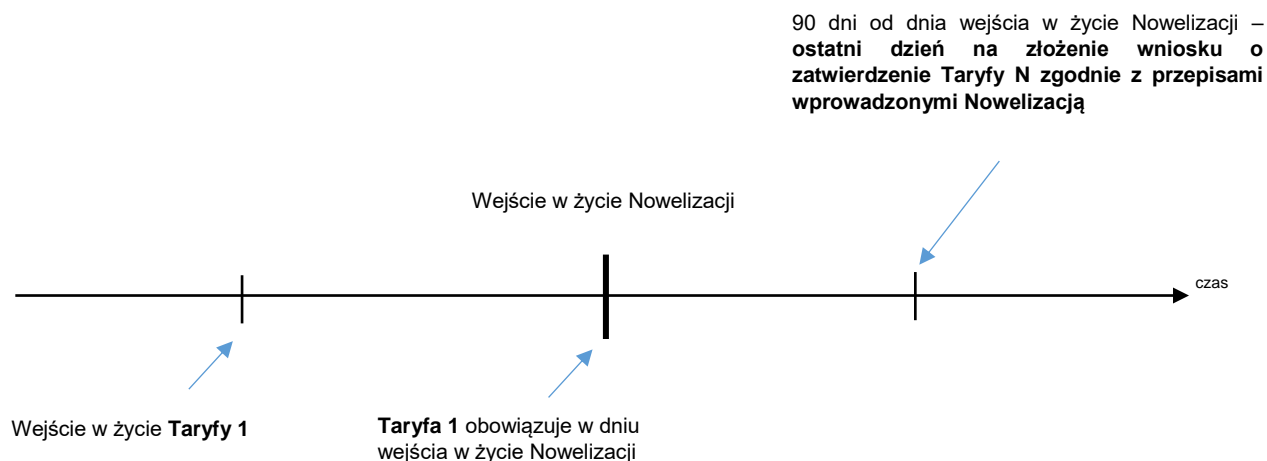 90 dni od dnia wejścia w życie Nowelizacji –
ostatni dzień na złożenie wniosku o
zatwierdzenie Taryfy N zgodnie z przepisami
wprowadzonymi Nowelizacją
Wejście w życie Nowelizacji
czas
Wejście w życie Taryfy 1
Taryfa 1 obowiązuje w dniu
wejścia w życie Nowelizacji